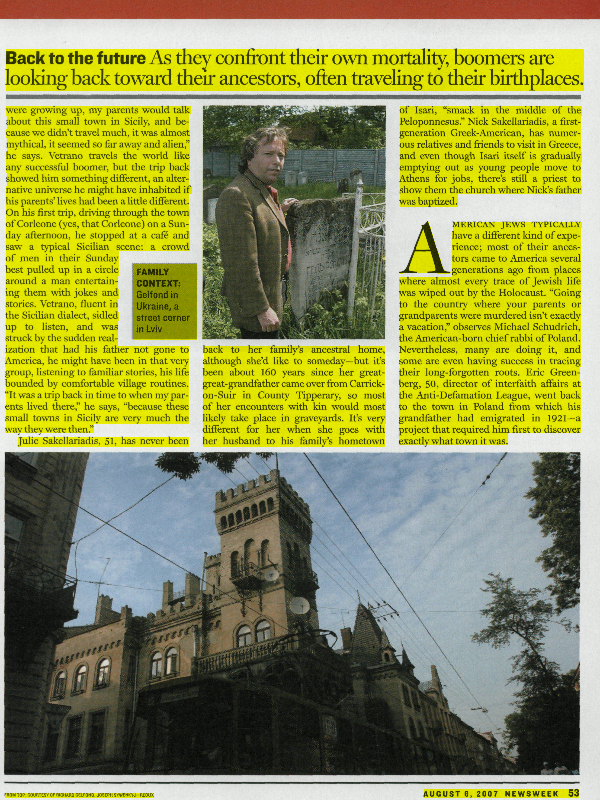 Back to the future As they confront their own mortality, boomers are
looking back toward their ancestors, often traveling to their birthplaces.
were growing up, my parents would talk
about this small town in Sicily, and be-
cause we didn't travel much, it was almost
mythical, it seemed so far away and alien,"
he says. Vetrano travels the world like
any successful boomer, but the trip back
showed him something different, an alter-
native universe he might have inhabited if
his parents' lives had been a little different.
On his first trip, driving through the town
of Corleone (yes, that Corleone) on a Sun-
day afternoon, he stopped at a café and
saw a typical Sicilian scene: a crowd
of men in their Sunday
best pulled up in a circle
around a man entertain-
ing them with jokes and
stories. Vetrano, fluent in
the Sicilian dialect, sidled
up to listen, and was
struck by the sudden real-
ization that had his father not gone to
America, he might have been in that very
group, listening to familiar stories, his life
bounded by comfortable village routines.
"It was a trip back in time to when my par-
ents lived there," he says, "because these
small towns in Sicily are very much the
way they were then."
Julie Sakellariadis, 51, has never been
FAMILY
CONTEXT:
Gelfond in
Ukraine, a
street corner
in Lviv
back to her family's ancestral home,
although she'd like to someday—but it's
been about 160 years since her great-
great-grandfather came over from Carrick-
on-Suir in County Tipperary, so most
of her encounters with kin would most
likely take place in graveyards. It's very
different for her when she goes with
her husband to his family's hometown
of Isari, "smack in the middle of the
Peloponnesus." Nick Sakellariadis, a first-
generation Greek-American, has numer-
ous relatives and friends to visit in Greece,
and even though Isari itself is gradually
emptying out as young people move to
Athens for jobs, there's still a priest to
show them the church where Nick's father
was baptized.
AMERICAN JEWS TYPICALLY
have a different kind of expe-
rience; most of their ances-
tors came to America several
generations ago from places
where almost every trace of Jewish life
was wiped out by the Holocaust. "Going
to the country where your parents or
grandparents were murdered isn't exactly
a vacation," observes Michael Schudrich,
the American-born chief rabbi of Poland.
Nevertheless, many are doing it, and
some are even having success in tracing
their long-forgotten roots. Eric Green-
berg, 50, director of interfaith affairs at
the Anti-Defamation League, went back
to the town in Poland from which his
grandfather had emigrated in 1921—a
project that required him first to discover
exactly what town it was.
FROM TOP: COURTESY OF RICHARD GELFOND, JOSEPH SYWENKYJ—REDUX
AUGUST 6, 2007 NEWSWEEK 53